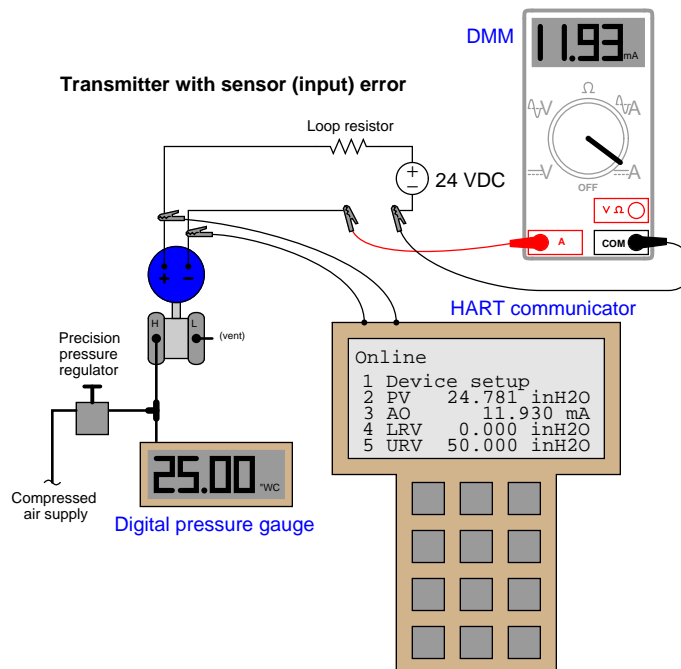 DMM
11.93 mA
Transmitter with sensor (input) error
Ω
V
A
V
A
OFF
Loop resistor
+
-
24 VDC
V Ω
A
COM
+ -
HART communicator
H
L
(vent)
Precision
pressure
regulator
Online
1 Device setup
2 PV 24.781 inH2O
3 AO 11.930 mA
4 LRV 0.000 inH2O
5 URV 50.000 inH2O
25.00 "WC
Compressed
air supply
Digital pressure gauge